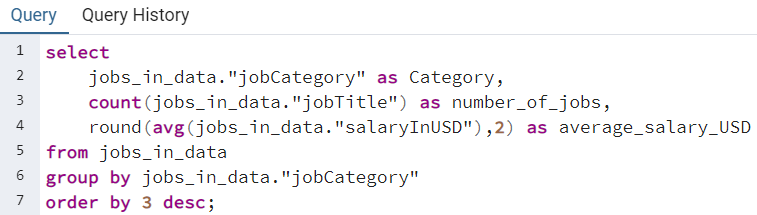 Query Query History
1 select
2 jobs_in_data."jobCategory" as Category,
3 count(jobs_in_data."jobTitle") as number_of_jobs,
4 round(avg(jobs_in_data."salaryInUSD"),2) as average_salary_USD
5 from jobs_in_data
6 group by jobs_in_data."jobCategory"
7 order by 3 desc;